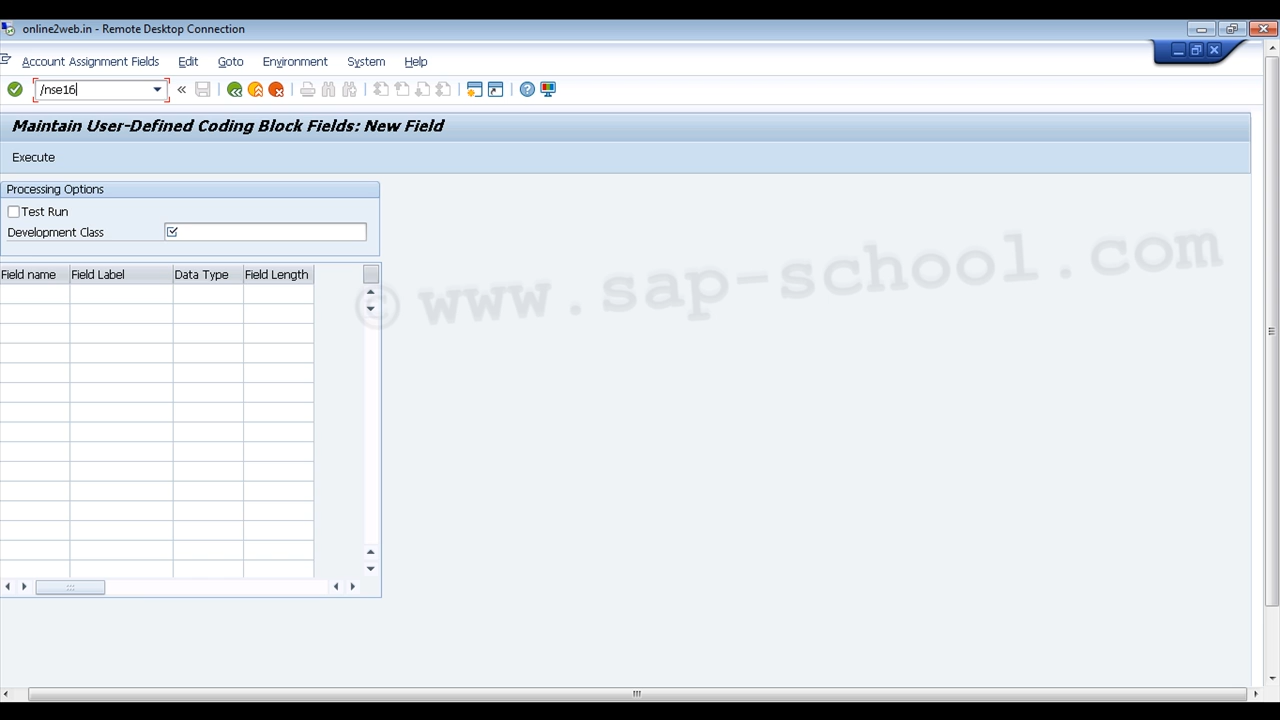 online2web.in - Remote Desktop Connection
Account Assignment Fields Edit Goto Environment System Help
/nse16
Maintain User-Defined Coding Block Fields: New Field
Execute
Processing Options
Test Run
Development Class
Field name Field Label Data Type Field Length
© www.sap-school.com